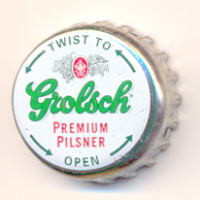 TWIST TO
Grolsch
PREMIUM
PILSNER
OPEN